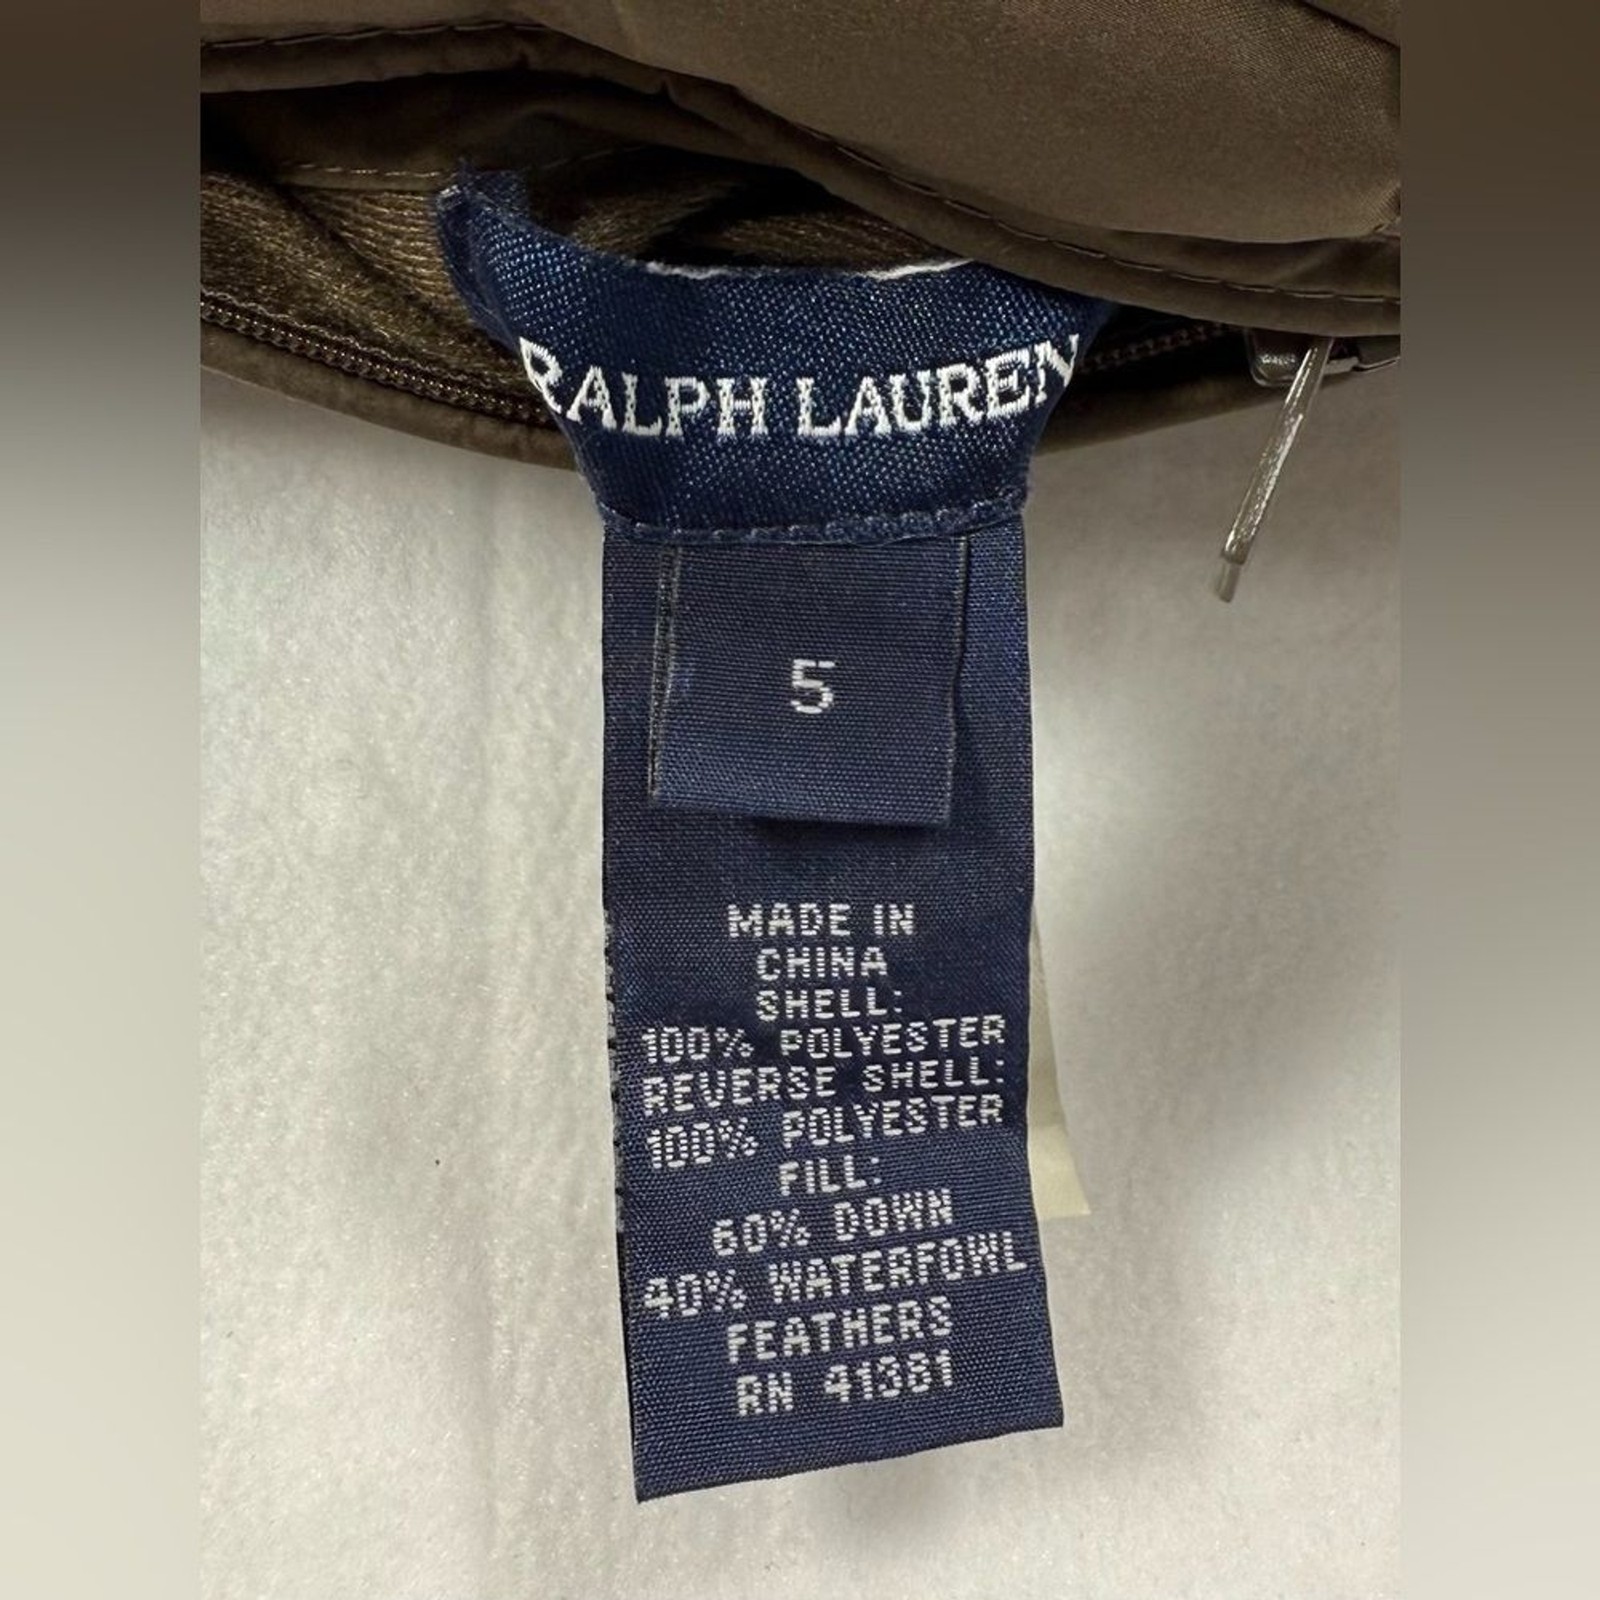 RALPH LAUREN
5
MADE IN
CHINA
SHELL:
100% POLYESTER
REVERSE SHELL:
100% POLYESTER
FILL:
60% DOWN
40% WATERFOWL
FEATHERS
RN 41381